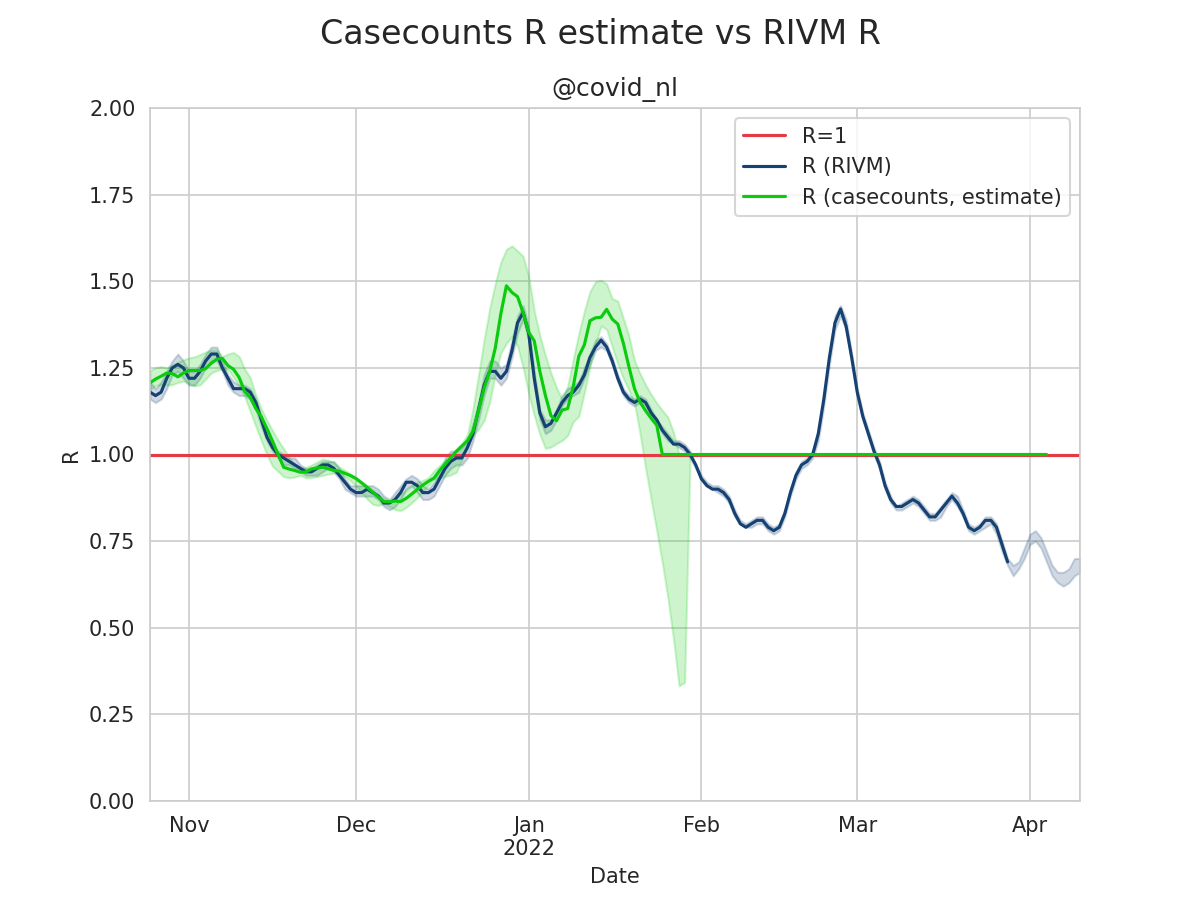 Casecounts R estimate vs RIVM R
@covid_nl
R=1
R (RIVM)
R (casecounts, estimate)
2.00
1.75
1.50
1.25
1.00
0.75
0.50
0.25
0.00
R
Nov
Dec
Jan
2022
Feb
Mar
Apr
Date